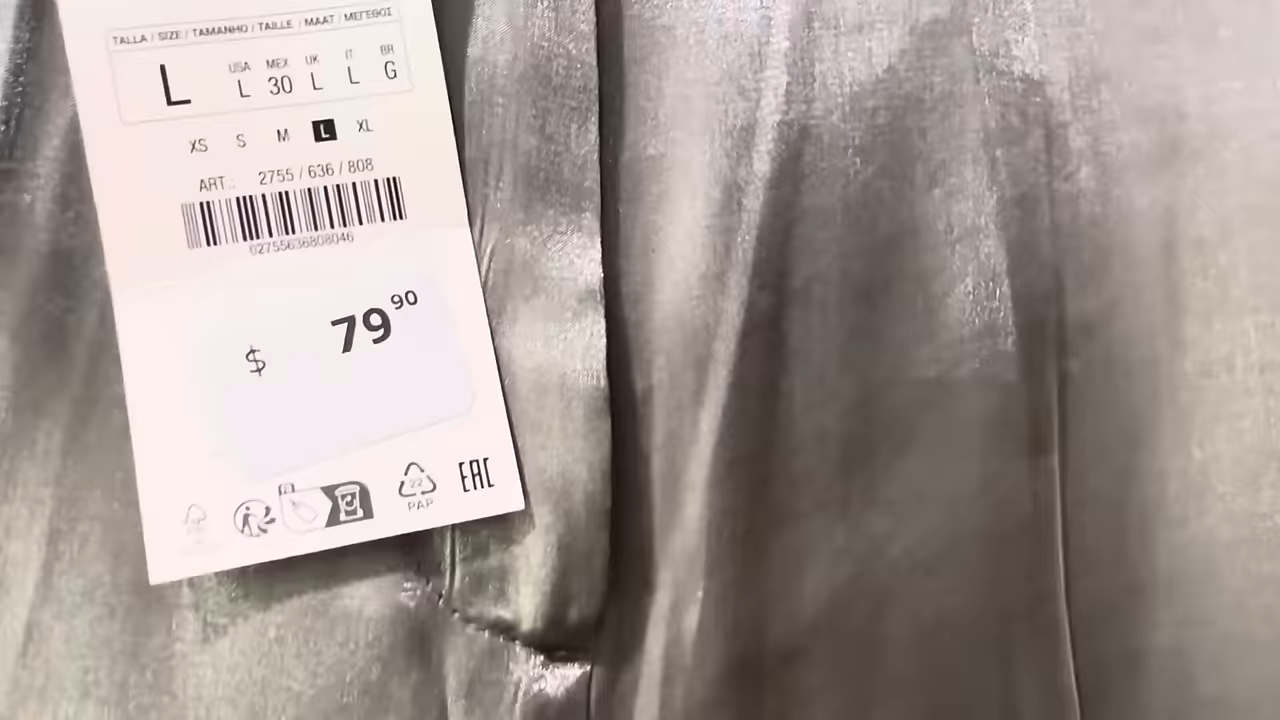 TALLA / SIZE / TAMANHO / TAILLE / MAAT / ΜΕΓΕΘΟΣ
L
USA MEX UK IT BR
L 30 L L G
XS S M L XL
ART.: 2755 / 636 / 808
02755636808046
$ 79 90
22
PAP
EAC